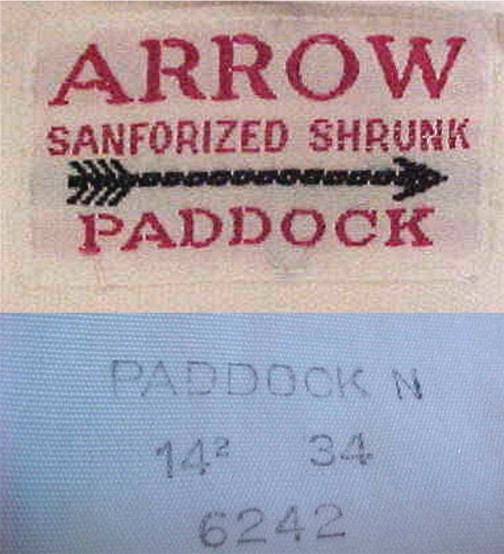 ARROW
SANFORIZED SHRUNK
PADDOCK
PADDOCK N
14² 34
6242